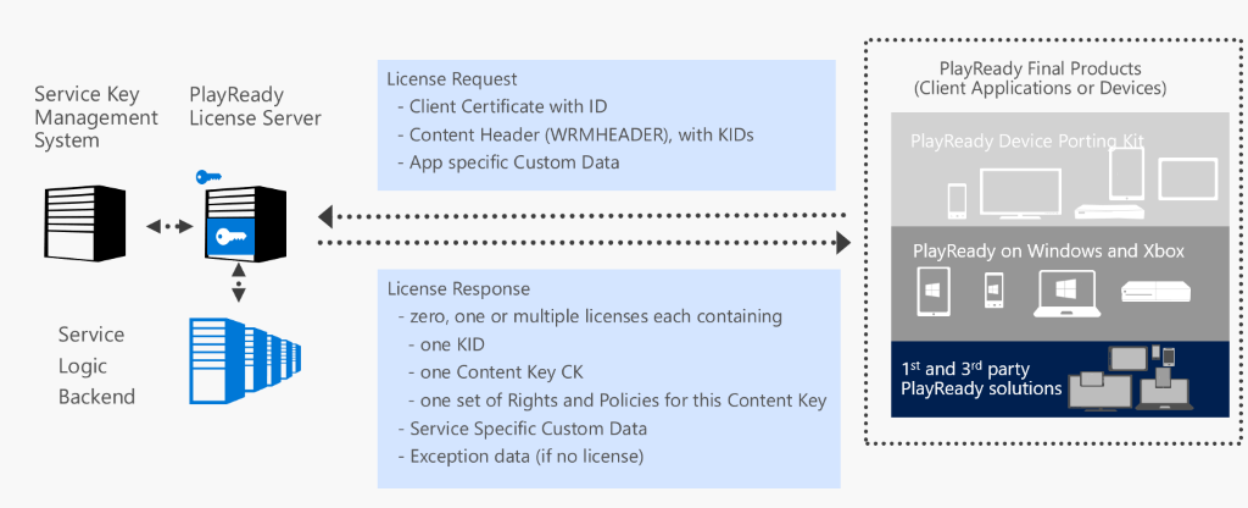 Service Key
Management
System
PlayReady
License Server
License Request
- Client Certificate with ID
- Content Header (WRMHEADER), with KIDs
- App specific Custom Data
License Response
- zero, one or multiple licenses each containing
- one KID
- one Content Key CK
- one set of Rights and Policies for this Content Key
- Service Specific Custom Data
- Exception data (if no license)
Service
Logic
Backend
PlayReady Final Products
(Client Applications or Devices)
PlayReady Device Porting Kit
PlayReady on Windows and Xbox
1st and 3rd party
PlayReady solutions